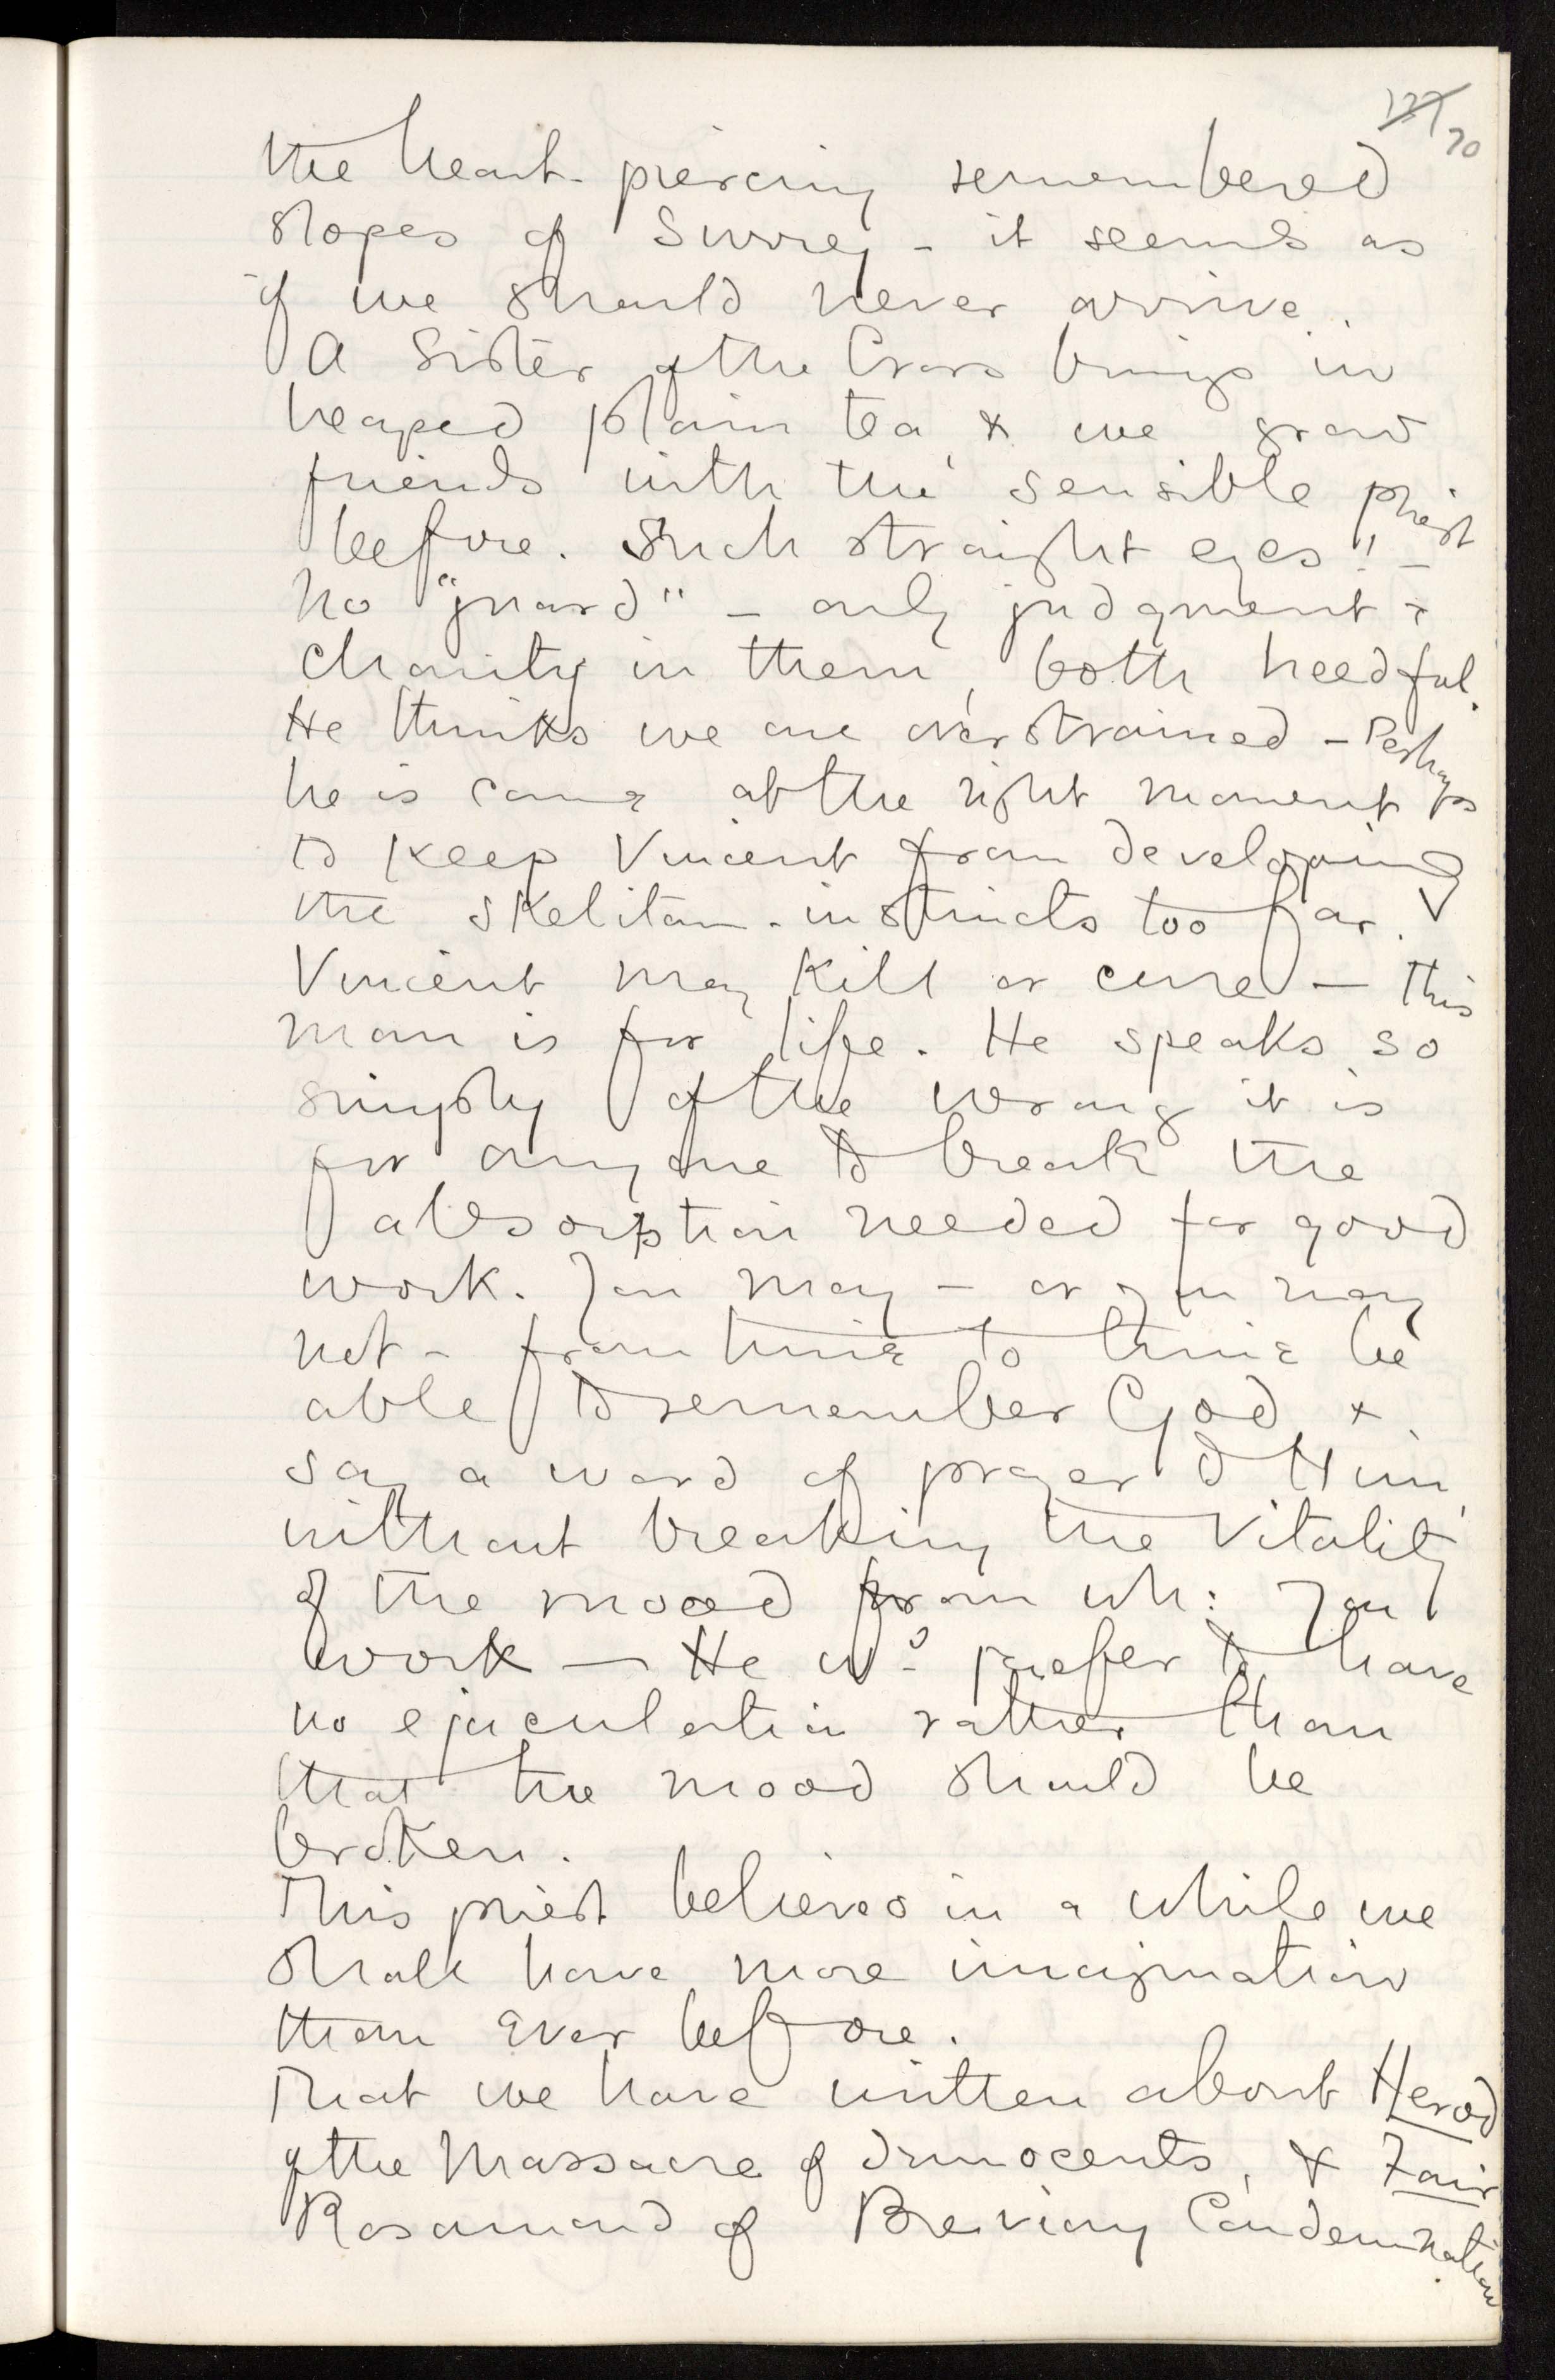 127 70
the heart-piercing remembered
slopes of Surrey - it seems as
if we should never arrive.
A Sister of the Cross brings in
heaped plain tea, & we grow
friends with the sensible priest
before. Such straight eyes! -
no "guard" - only judgment &
charity in them, both needful.
He thinks we are overstrained - Perhaps
he is come at the right moment
to keep Vincent from developing
the skeliton-instincts too far.
Vincent may kill or cure - this
man is for life. He speaks so
simply of the wrong it is
for anyone to break the
absorption needed for good
work. You may - or you may
not - from time to time be
able to remember God &
say a word of prayer to Him,
without breaking the vitality
of the mood from wh: you
work - He wd prefer to have
no ejaculation rather than
that the mood should be
broken.
This priest believes in a while we
shall have more imagination
than ever before.
That we have written about Herod
of the Massacre of Innocents, & Fair
Rosamund of Breviary Condemnation.